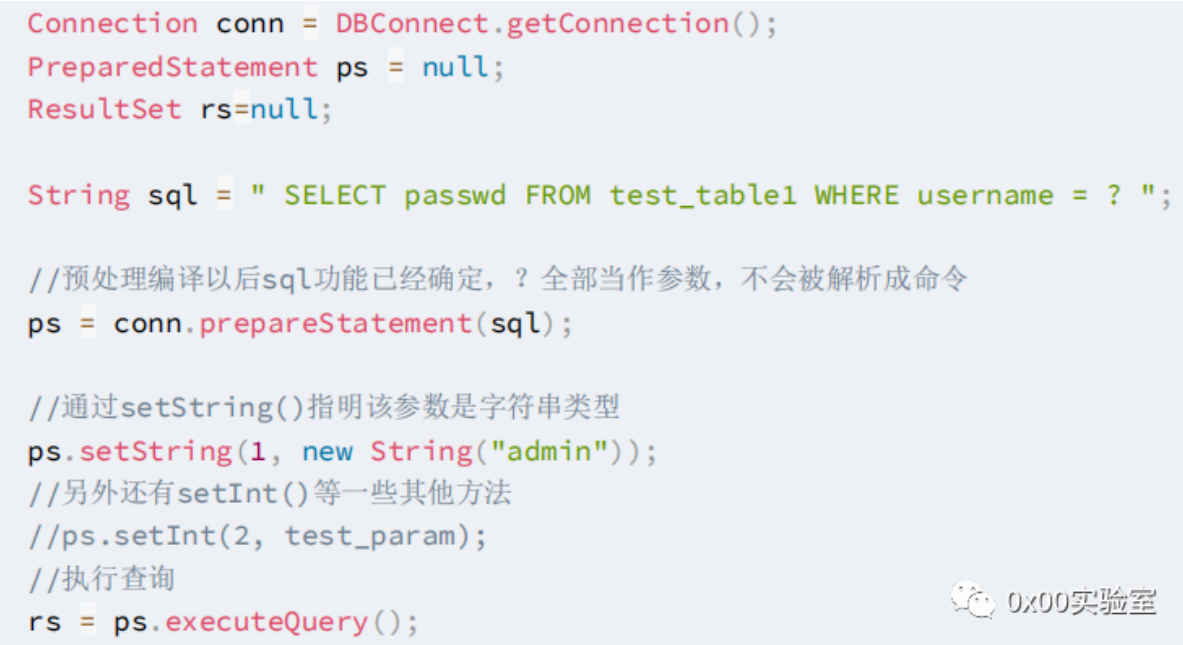 Connection conn = DBConnect.getConnection();
PreparedStatement ps = null;
ResultSet rs=null;
String sql = " SELECT passwd FROM test_table1 WHERE username = ? ";
//预处理编译以后sql功能已经确定，？全部当作参数，不会被解析成命令
ps = conn.prepareStatement(sql);
//通过setString()指明该参数是字符串类型
ps.setString(1, new String("admin"));
//另外还有setInt()等一些其他方法
//ps.setInt(2, test_param);
//执行查询
rs = ps.executeQuery();
0x00实验室